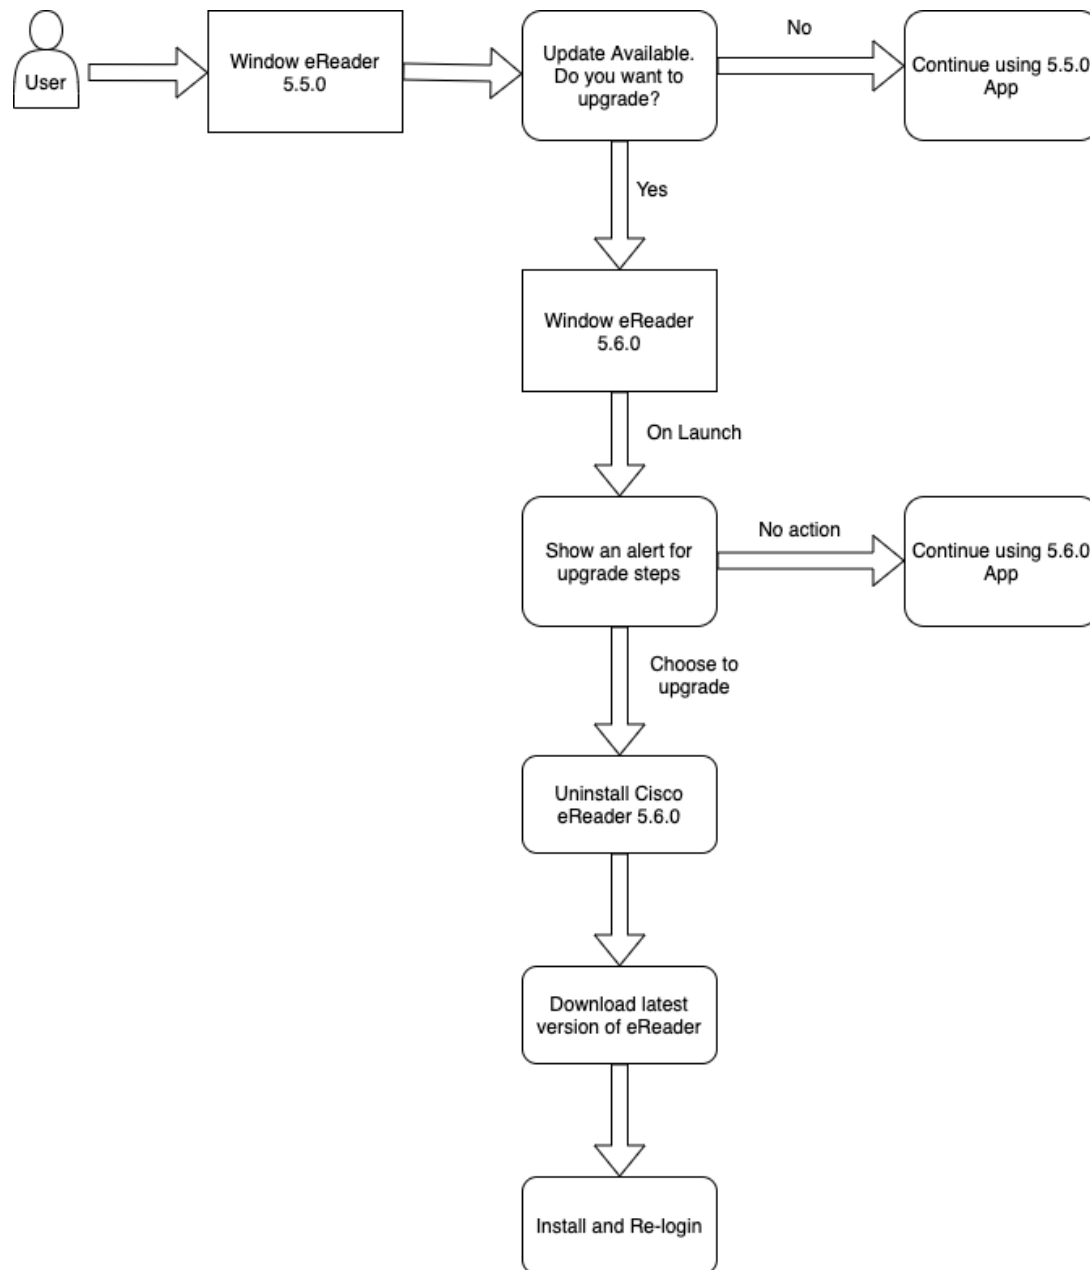 User
Window eReader
5.5.0
Update Available.
Do you want to
upgrade?
No
Continue using 5.5.0
App
Yes
Window eReader
5.6.0
On Launch
Show an alert for
upgrade steps
No action
Continue using 5.6.0
App
Choose to
upgrade
Uninstall Cisco
eReader 5.6.0
Download latest
version of eReader
Install and Re-login